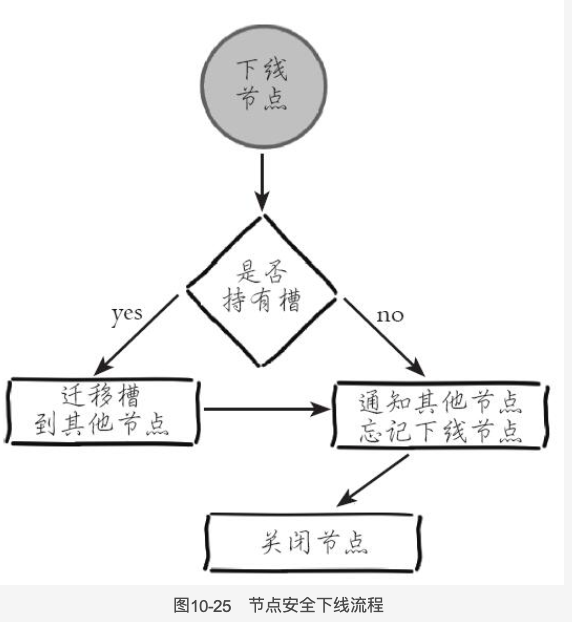 下线
节点
是否
持有槽
yes
no
迁移槽
到其他节点
通知其他节点
忘记下线节点
关闭节点
图10-25 节点安全下线流程